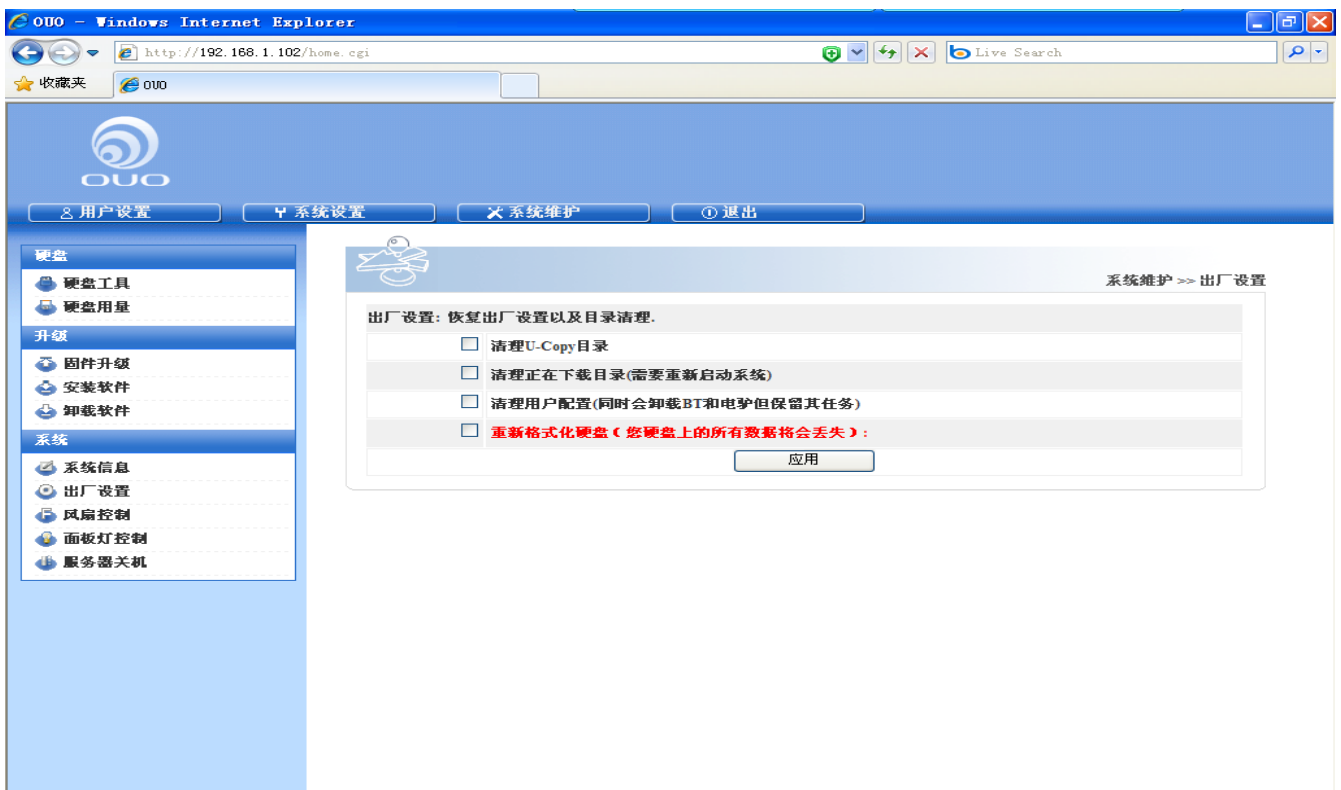 OUO - Windows Internet Explorer
http://192.168.1.102/home.cgi
Live Search
收藏夹
OUO
OUO
用户设置
系统设置
系统维护
退出
硬盘
硬盘工具
硬盘用量
升级
固件升级
安装软件
卸载软件
系统
系统信息
出厂设置
风扇控制
面板灯控制
服务器关机
系统维护 >> 出厂设置
出厂设置: 恢复出厂设置以及目录清理.
清理U-Copy目录
清理正在下载目录(需要重新启动系统)
清理用户配置(同时会卸载BT和电驴但保留其任务)
重新格式化硬盘（您硬盘上的所有数据将会丢失）:
应用